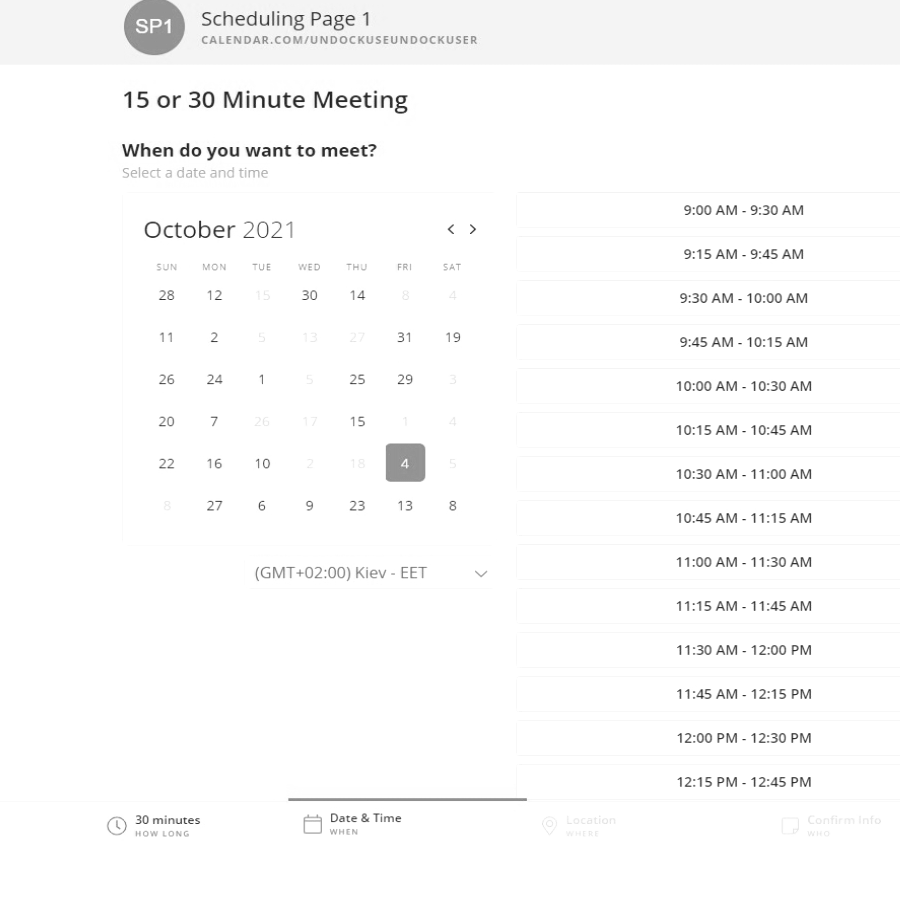 SP1
Scheduling Page 1
CALENDAR.COM/UNDOCKUSEUNDOCKUSER
15 or 30 Minute Meeting
When do you want to meet?
Select a date and time
October 2021
SUN MON TUE WED THU FRI SAT
28 12 15 30 14 8 4
11 2 5 13 27 31 19
26 24 1 5 25 29 3
20 7 26 17 15 1 4
22 16 10 2 18 4 5
8 27 6 9 23 13 8
(GMT+02:00) Kiev - EET
9:00 AM - 9:30 AM
9:15 AM - 9:45 AM
9:30 AM - 10:00 AM
9:45 AM - 10:15 AM
10:00 AM - 10:30 AM
10:15 AM - 10:45 AM
10:30 AM - 11:00 AM
10:45 AM - 11:15 AM
11:00 AM - 11:30 AM
11:15 AM - 11:45 AM
11:30 AM - 12:00 PM
11:45 AM - 12:15 PM
12:00 PM - 12:30 PM
12:15 PM - 12:45 PM
30 minutes
HOW LONG
Date & Time
WHEN
Location
WHERE
Confirm Info
WHO